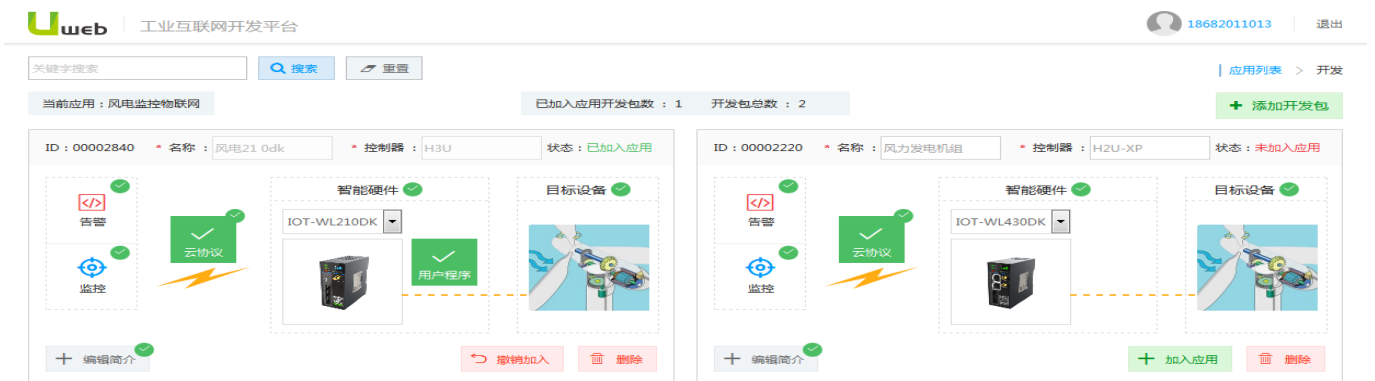 Uweb 工业互联网开发平台 18682011013 退出
关键字搜索 搜索 重置 应用列表 > 开发
当前应用：风电监控物联网 已加入应用开发包数 ： 1 开发包总数 ： 2 + 添加开发包
ID：00002840 * 名称 ： 风电21 0dk * 控制器 ： H3U 状态：已加入应用
</> 告警
监控
云协议
智能硬件
IOT-WL210DK
用户程序
目标设备
+ 编辑简介 撤销加入 删除
ID：00002220 * 名称 ： 风力发电机组 * 控制器 ： H2U-XP 状态：未加入应用
</> 告警
监控
云协议
智能硬件
IOT-WL430DK
目标设备
+ 编辑简介 + 加入应用 删除